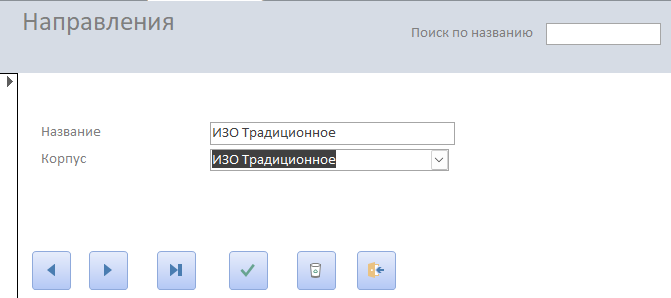 Направления
Поиск по названию
Название ИЗО Традиционное
Корпус ИЗО Традиционное